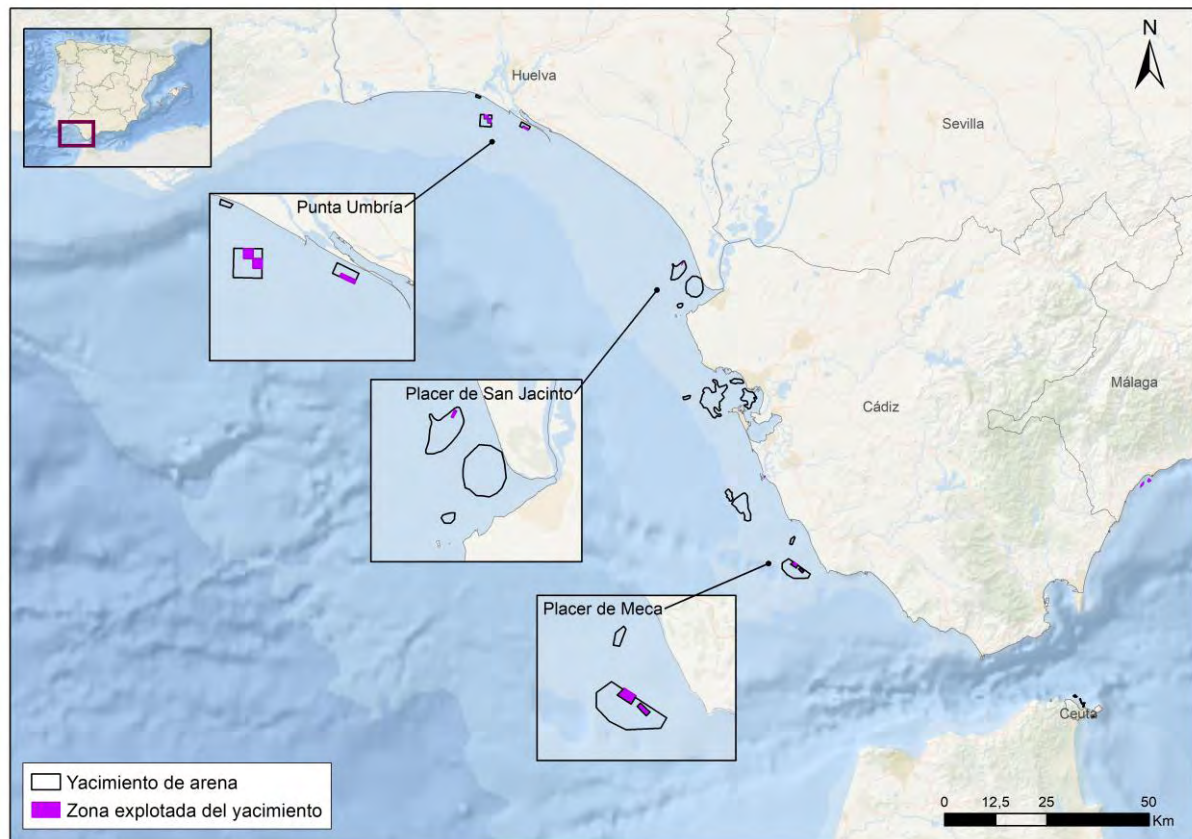 N
Huelva
Sevilla
Punta Umbría
Placer de San Jacinto
Málaga
Cádiz
Placer de Meca
Ceuta
Yacimiento de arena
Zona explotada del yacimiento
0 12,5 25 50
Km